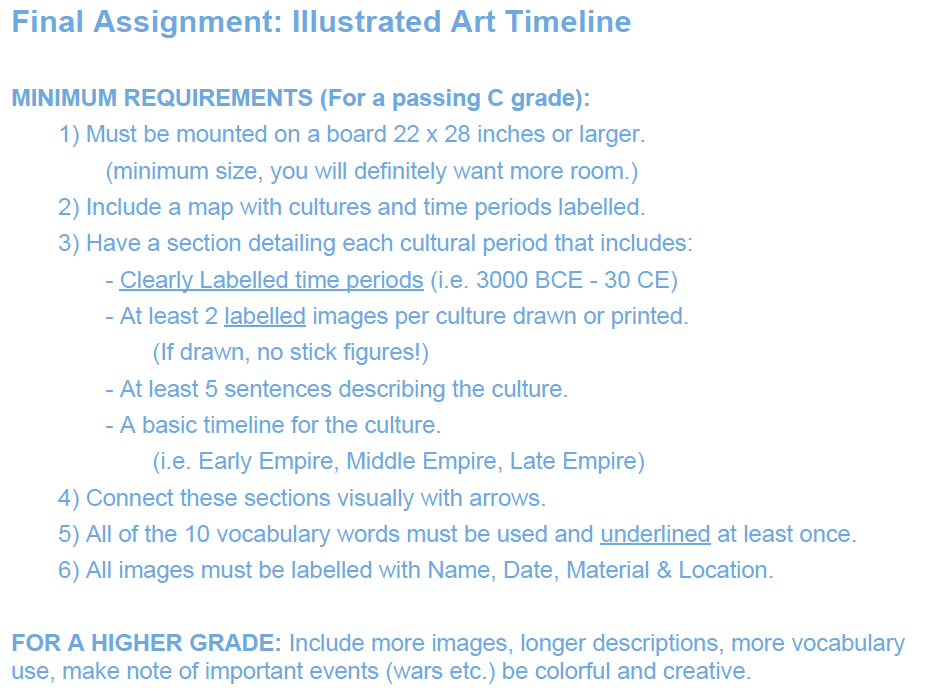 Final Assignment: Illustrated Art Timeline
MINIMUM REQUIREMENTS (For a passing C grade):
1) Must be mounted on a board 22 x 28 inches or larger.
(minimum size, you will definitely want more room.)
2) Include a map with cultures and time periods labelled.
3) Have a section detailing each cultural period that includes:
- Clearly Labelled time periods (i.e. 3000 BCE - 30 CE)
- At least 2 labelled images per culture drawn or printed.
(If drawn, no stick figures!)
- At least 5 sentences describing the culture.
- A basic timeline for the culture.
(i.e. Early Empire, Middle Empire, Late Empire)
4) Connect these sections visually with arrows.
5) All of the 10 vocabulary words must be used and underlined at least once.
6) All images must be labelled with Name, Date, Material & Location.
FOR A HIGHER GRADE: Include more images, longer descriptions, more vocabulary
use, make note of important events (wars etc.) be colorful and creative.